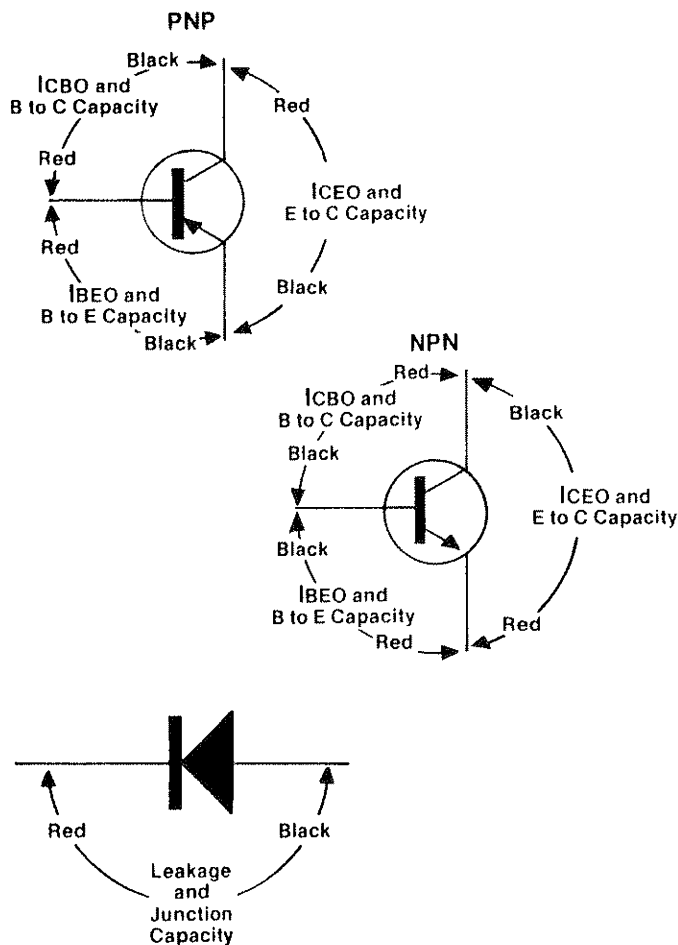 PNP
Black
ICBO and
B to C Capacity
Red
Red
ICEO and
E to C Capacity
Red
IBEO and
B to E Capacity
Black
Black
NPN
Red
ICBO and
B to C Capacity
Black
Black
ICEO and
E to C Capacity
Black
IBEO and
B to E Capacity
Red
Red
Red
Black
Leakage
and
Junction
Capacity